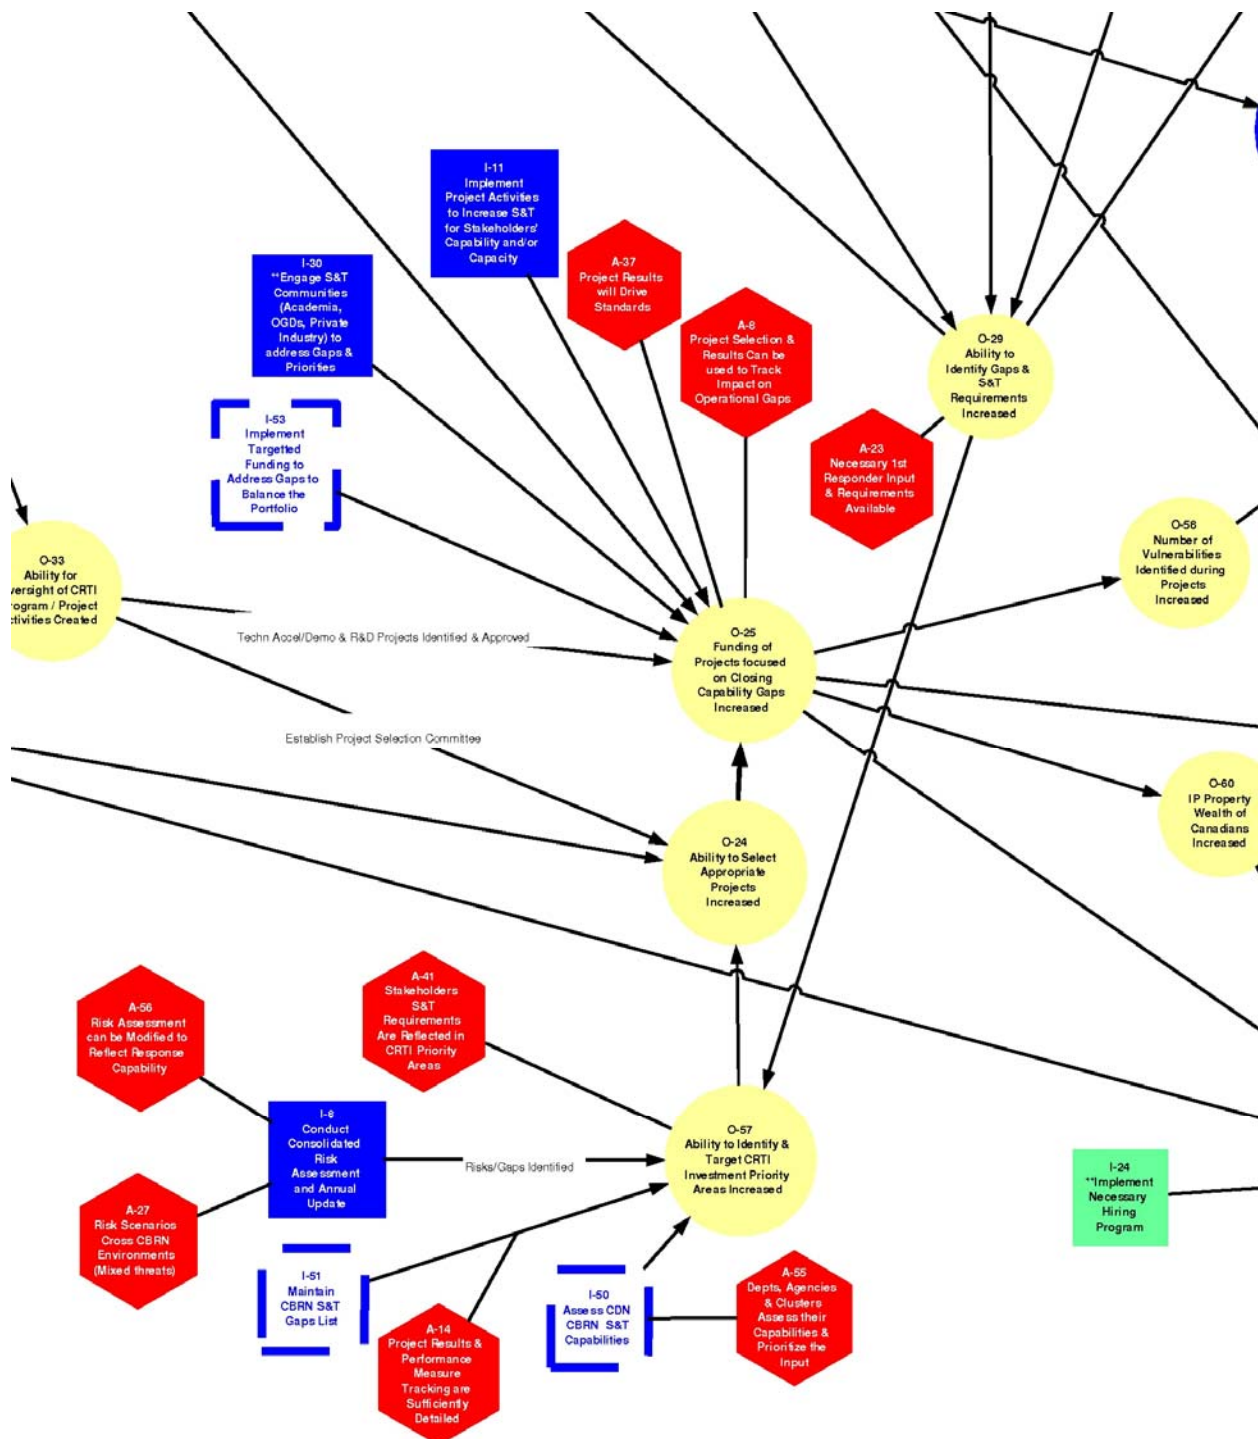 I-11
Implement
Project Activities
to Increase S&T
for Stakeholders'
Capability and/or
Capacity
I-30
**Engage S&T
Communities
(Academia,
OGDs, Private
Industry) to
address Gaps &
Priorities
A-37
Project Results
will Drive
Standards
A-8
Project Selection &
Results Can be
used to Track
Impact on
Operational Gaps
O-29
Ability to
Identify Gaps &
S&T
Requirements
Increased
I-53
Implement
Targetted
Funding to
Address Gaps to
Balance the
Portfolio
A-23
Necessary 1st
Responder Input
& Requirements
Available
O-58
Number of
Vulnerabilities
Identified during
Projects
Increased
O-33
Ability for
versight of CRTI
rogram / Project
ctivities Created
Techn Accel/Demo & R&D Projects Identified & Approved
O-25
Funding of
Projects focused
on Closing
Capability Gaps
Increased
Establish Project Selection Committee
O-60
IP Property
Wealth of
Canadians
Increased
O-24
Ability to Select
Appropriate
Projects
Increased
A-41
Stakeholders
S&T
Requirements
Are Reflected in
CRTI Priority
Areas
A-56
Risk Assessment
can be Modified to
Reflect Response
Capability
I-8
Conduct
Consolidated
Risk
Assessment
and Annual
Update
Risks/Gaps Identified
O-57
Ability to Identify &
Target CRTI
Investment Priority
Areas Increased
I-24
**Implement
Necessary
Hiring
Program
A-27
Risk Scenarios
Cross CBRN
Environments
(Mixed threats)
I-51
Maintain
CBRN S&T
Gaps List
A-14
Project Results &
Performance
Measure
Tracking are
Sufficiently
Detailed
I-50
Assess CDN
CBRN S&T
Capabilities
A-55
Depts, Agencies
& Clusters
Assess their
Capabilities &
Prioritize the
Input